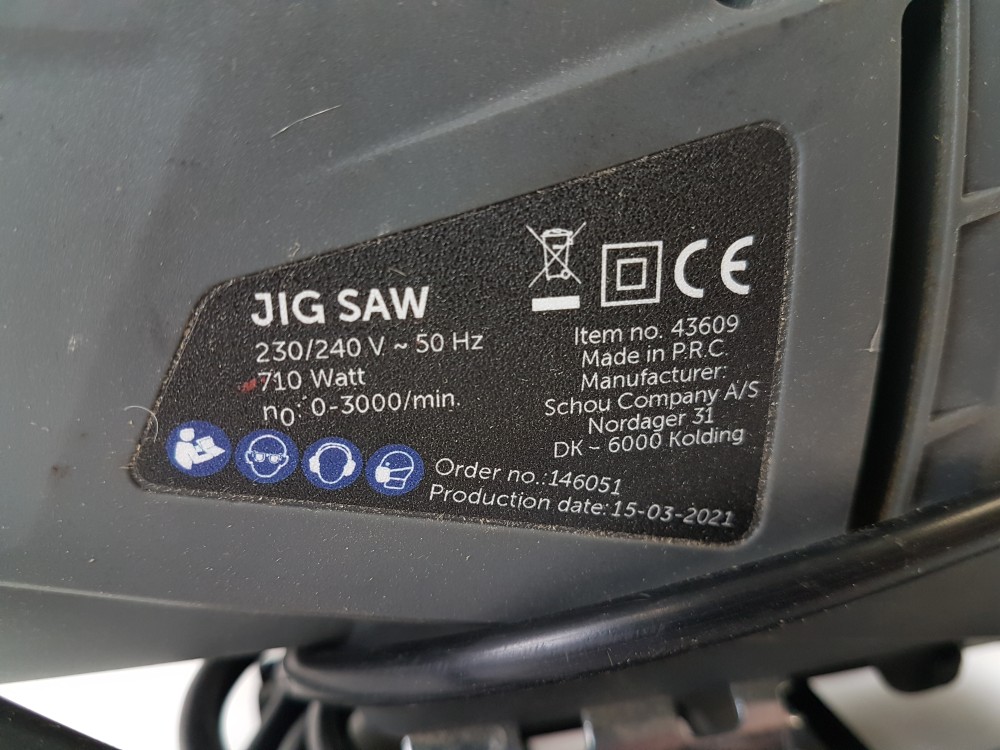 JIG SAW
230/240 V ~ 50 Hz
710 Watt
n₀: 0-3000/min.
CE
Item no. 43609
Made in P.R.C.
Manufacturer:
Schou Company A/S
Nordager 31
DK – 6000 Kolding
Order no.:146051
Production date:15-03-2021